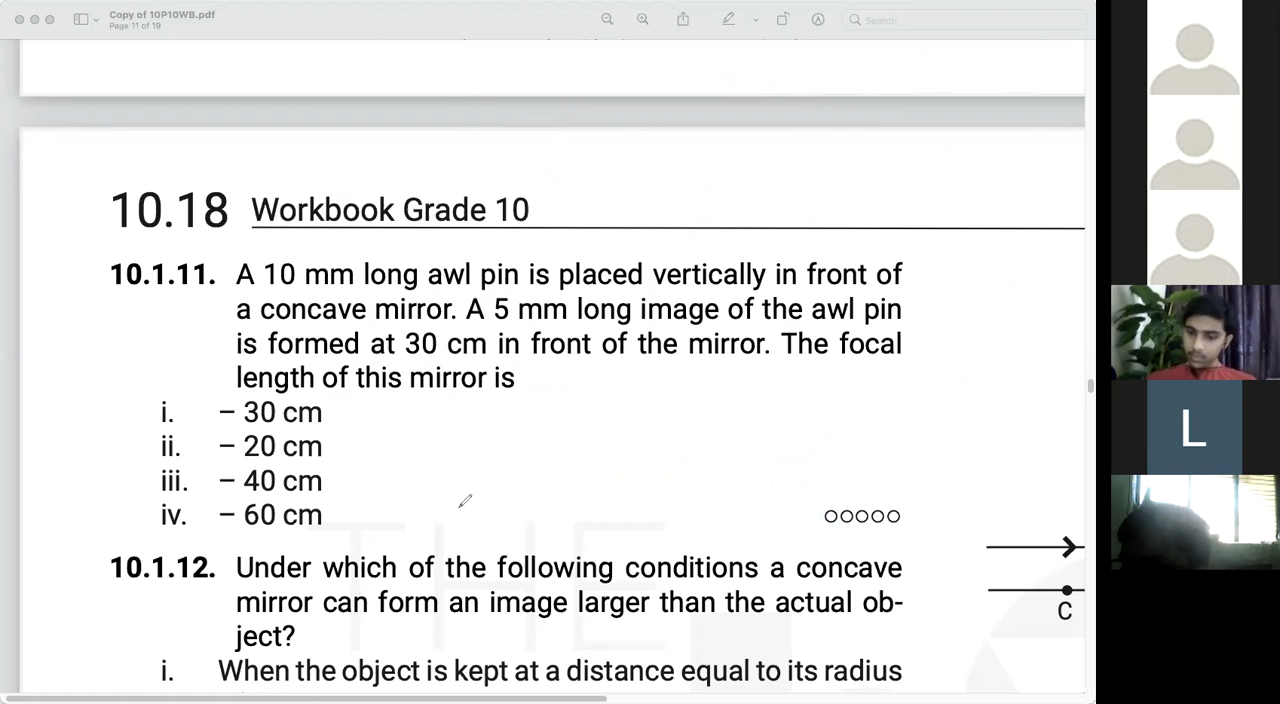 Copy of 10P10WB.pdf
Page 11 of 19
Search
10.18 Workbook Grade 10
10.1.11. A 10 mm long awl pin is placed vertically in front of
a concave mirror. A 5 mm long image of the awl pin
is formed at 30 cm in front of the mirror. The focal
length of this mirror is
i. – 30 cm
ii. – 20 cm
iii. – 40 cm
iv. – 60 cm
10.1.12. Under which of the following conditions a concave
mirror can form an image larger than the actual ob-
ject?
i. When the object is kept at a distance equal to its radius
C
THE
L